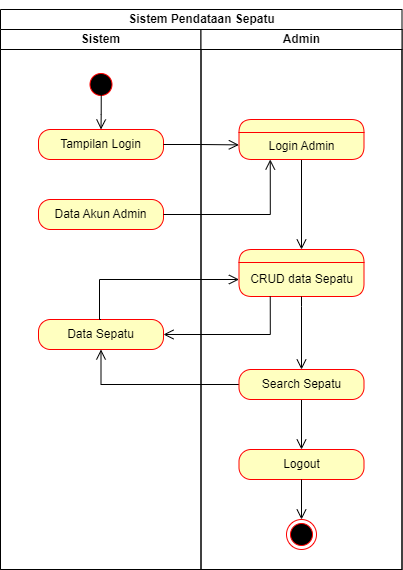 Sistem Pendataan Sepatu
Sistem
Admin
Tampilan Login
Login Admin
Data Akun Admin
CRUD data Sepatu
Data Sepatu
Search Sepatu
Logout